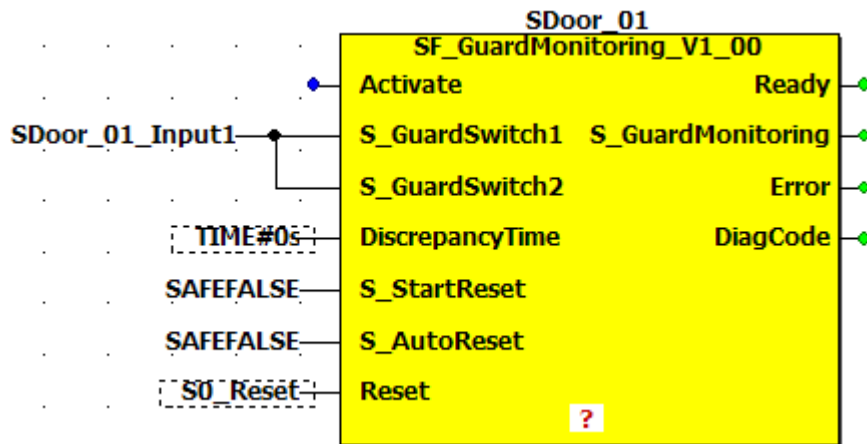 SDoor_01
SF_GuardMonitoring_V1_00
Activate Ready
SDoor_01_Input1 S_GuardSwitch1 S_GuardMonitoring
S_GuardSwitch2 Error
TIME#0s DiscrepancyTime DiagCode
SAFEFALSE S_StartReset
SAFEFALSE S_AutoReset
S0_Reset Reset
?